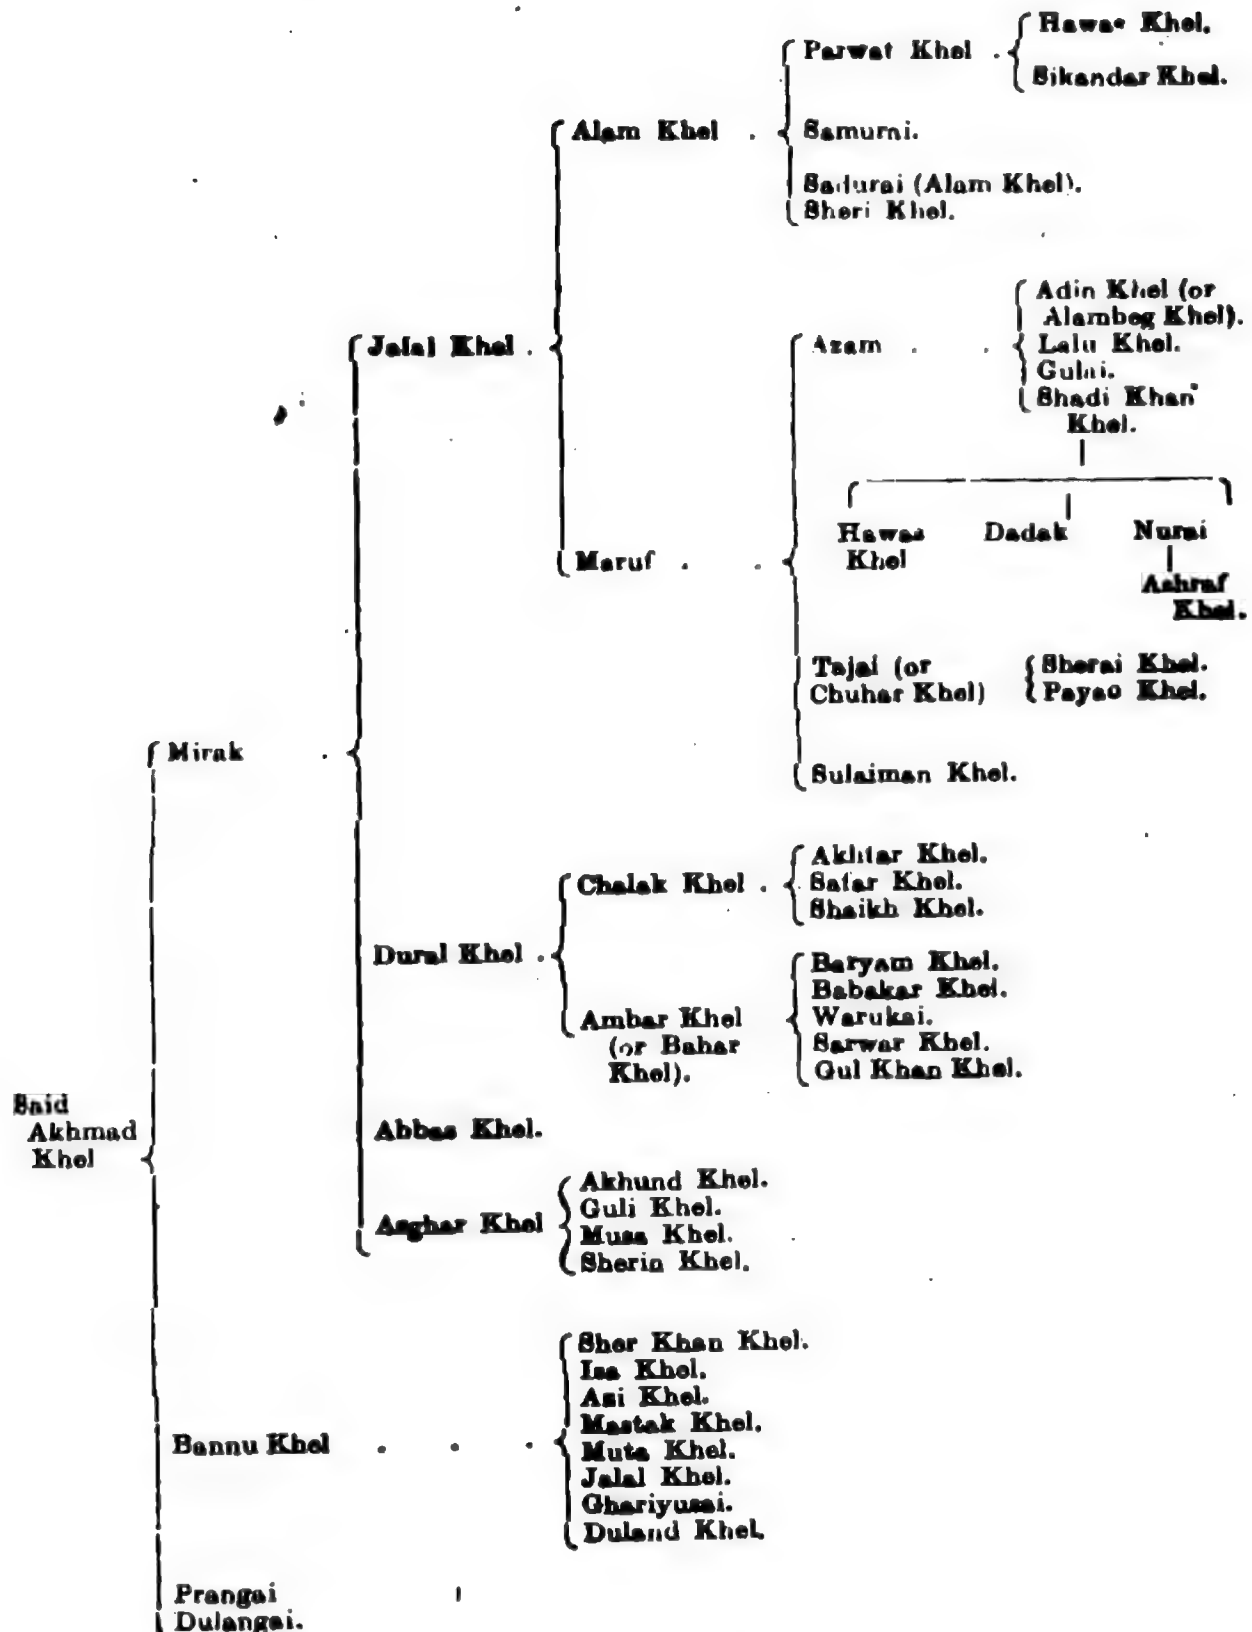 Hawas Khel.
Parwat Khel
Sikandar Khel.
Alam Khel
Samurni.
Sadurai (Alam Khel).
Sheri Khel.
Adin Khel (or
Alambeg Khel).
Jalal Khel
Azam
Lalu Khel.
Gulai.
Shadi Khan
Khel.
Hawas
Khel
Dadak
Nurai
Maruf
Ashraf
Khel.
Tajai (or
Chuhar Khel)
Sherai Khel.
Payao Khel.
Mirak
Sulaiman Khel.
Akhtar Khel.
Chalak Khel
Safar Khel.
Shaikh Khel.
Dural Khel
Baryam Khel.
Babakar Khel.
Ambar Khel
(or Bahar
Khel).
Warukai.
Sarwar Khel.
Gul Khan Khel.
Said
Akhmad
Khel
Abbas Khel.
Asghar Khel
Akhund Khel.
Guli Khel.
Musa Khel.
Sherin Khel.
Sher Khan Khel.
Isa Khel.
Asi Khel.
Mastak Khel.
Bannu Khel
Muta Khel.
Jalal Khel.
Ghariyusai.
Duland Khel.
Prangai
Dulangai.